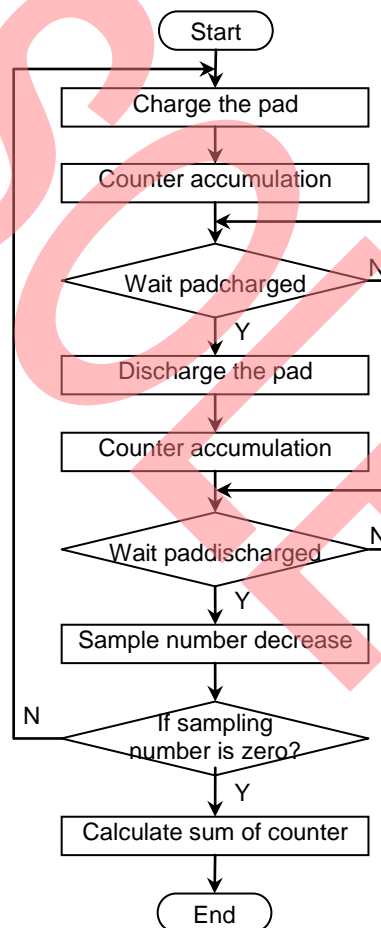 Start
Charge the pad
Counter accumulation
Wait padcharged
N
Y
Discharge the pad
Counter accumulation
Wait paddischarged
N
Y
Sample number decrease
N
If sampling
number is zero?
Y
Calculate sum of counter
End